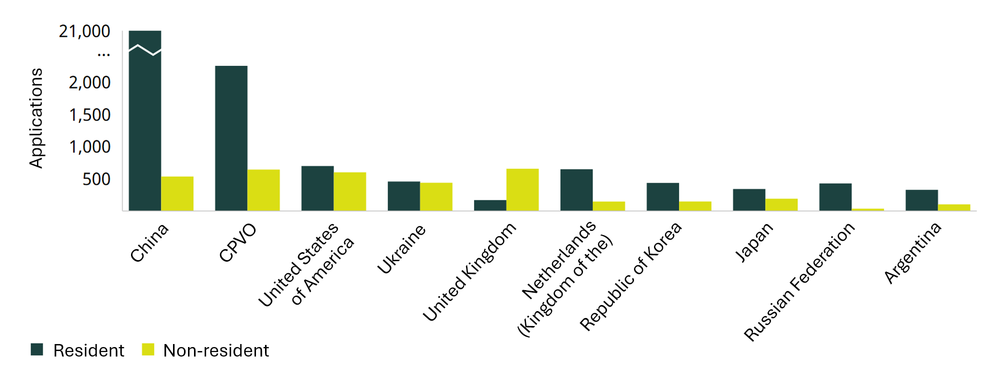 21,000
...
2,000
1,500
1,000
500
Applications
China
CPVO
United States
of America
Ukraine
United Kingdom
Netherlands
(Kingdom of the)
Republic of Korea
Japan
Russian Federation
Argentina
Resident
Non-resident